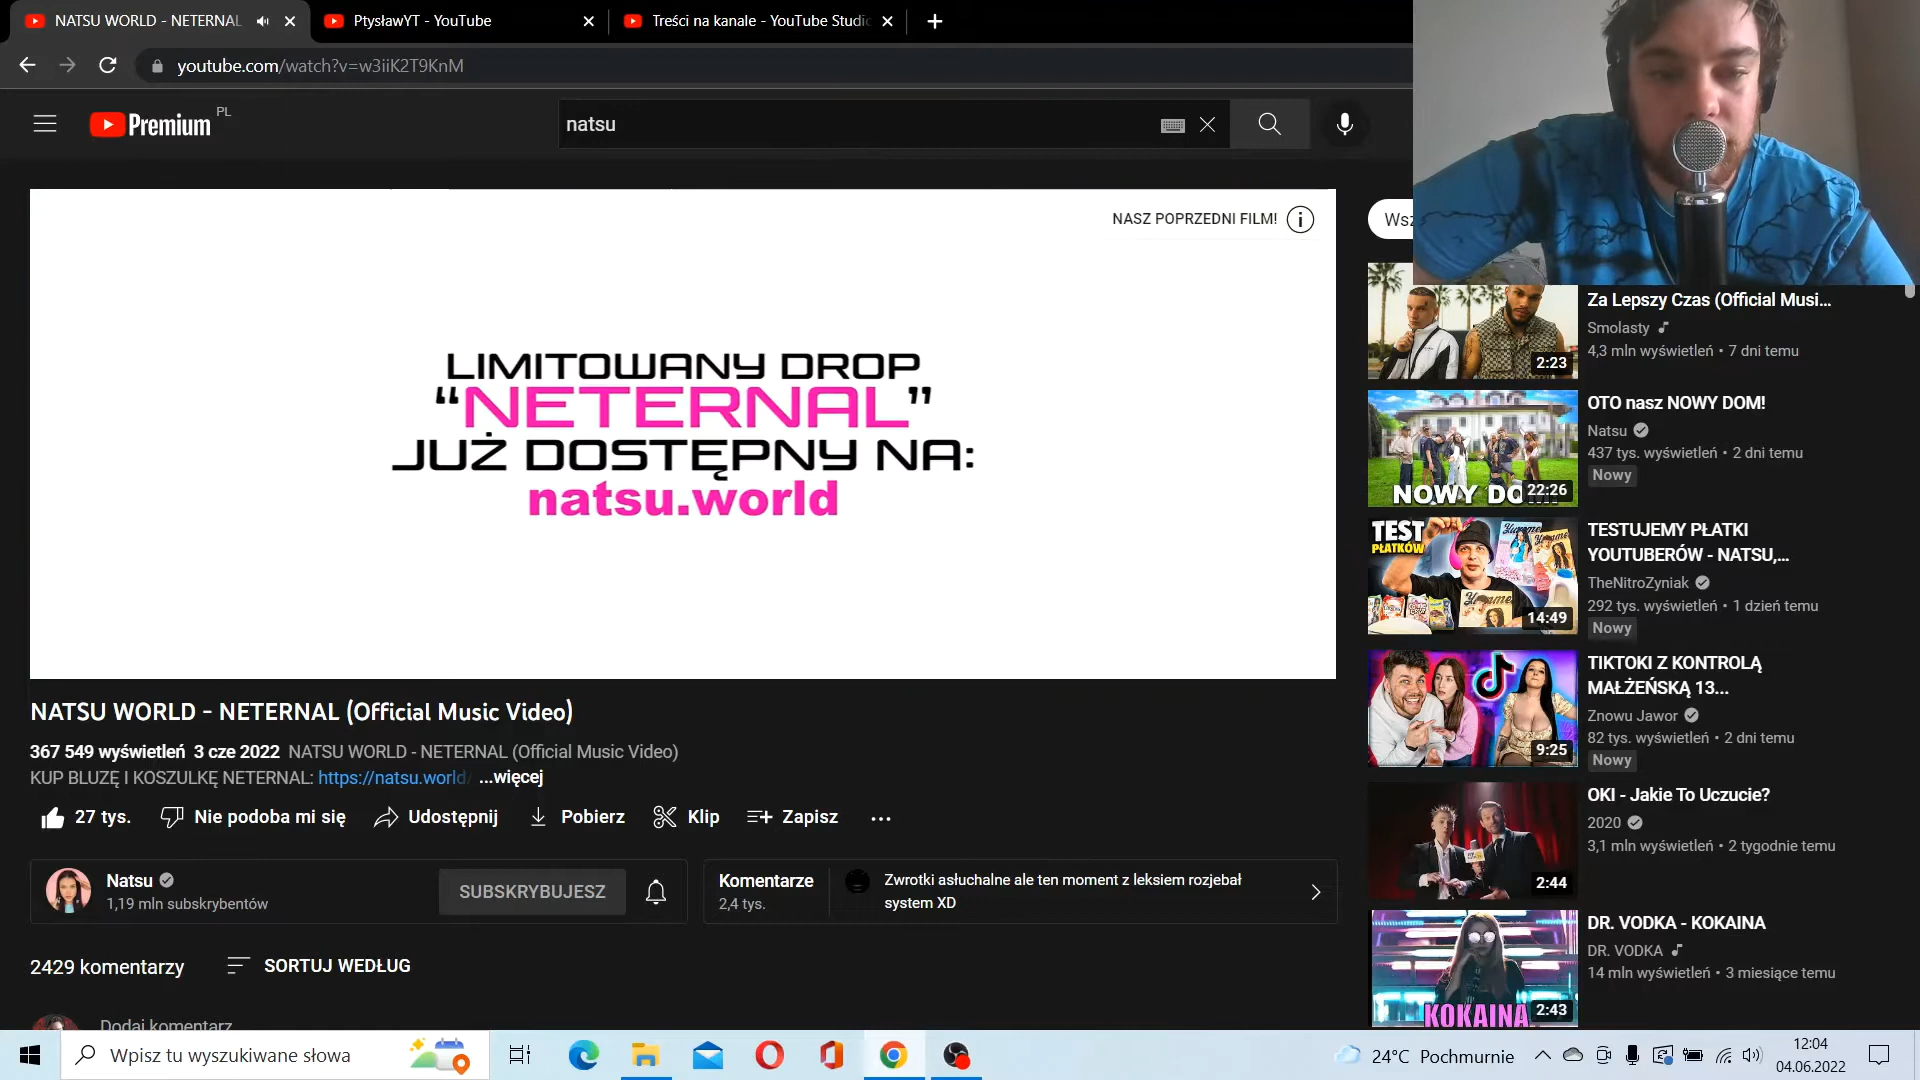 NATSU WORLD - NETERNAL
PtysławYT - YouTube
Treści na kanale - YouTube Studio
youtube.com/watch?v=w3iiK2T9KnM
Premium PL
natsu
NASZ POPRZEDNI FILM!
LIMITOWANY DROP
“NETERNAL”
JUŻ DOSTĘPNY NA:
natsu.world
NATSU WORLD - NETERNAL (Official Music Video)
367 549 wyświetleń 3 cze 2022 NATSU WORLD - NETERNAL (Official Music Video)
KUP BLUZĘ I KOSZULKĘ NETERNAL: https://natsu.world/ ...więcej
27 tys. Nie podoba mi się Udostępnij Pobierz Klip Zapisz
Natsu
1,19 mln subskrybentów
SUBSKRYBUJESZ
Komentarze
2,4 tys.
Zwrotki asłuchalne ale ten moment z leksiem rozjebał
system XD
2429 komentarzy
SORTUJ WEDŁUG
Dodaj komentarz
Wsz
Za Lepszy Czas (Official Musi...
Smolasty
4,3 mln wyświetleń • 7 dni temu
2:23
OTO nasz NOWY DOM!
Natsu
437 tys. wyświetleń • 2 dni temu
Nowy
NOWY DO
22:26
TESTUJEMY PŁATKI
YOUTUBERÓW - NATSU,...
TheNitroZyniak
292 tys. wyświetleń • 1 dzień temu
Nowy
TEST
PŁATKÓW
14:49
TIKTOKI Z KONTROLĄ
MAŁŻEŃSKĄ 13...
Znowu Jawor
82 tys. wyświetleń • 2 dni temu
Nowy
9:25
OKI - Jakie To Uczucie?
2020
3,1 mln wyświetleń • 2 tygodnie temu
2:44
DR. VODKA - KOKAINA
DR. VODKA
14 mln wyświetleń • 3 miesiące temu
KOKAINA
2:43
Wpisz tu wyszukiwane słowa
24°C Pochmurnie
12:04
04.06.2022